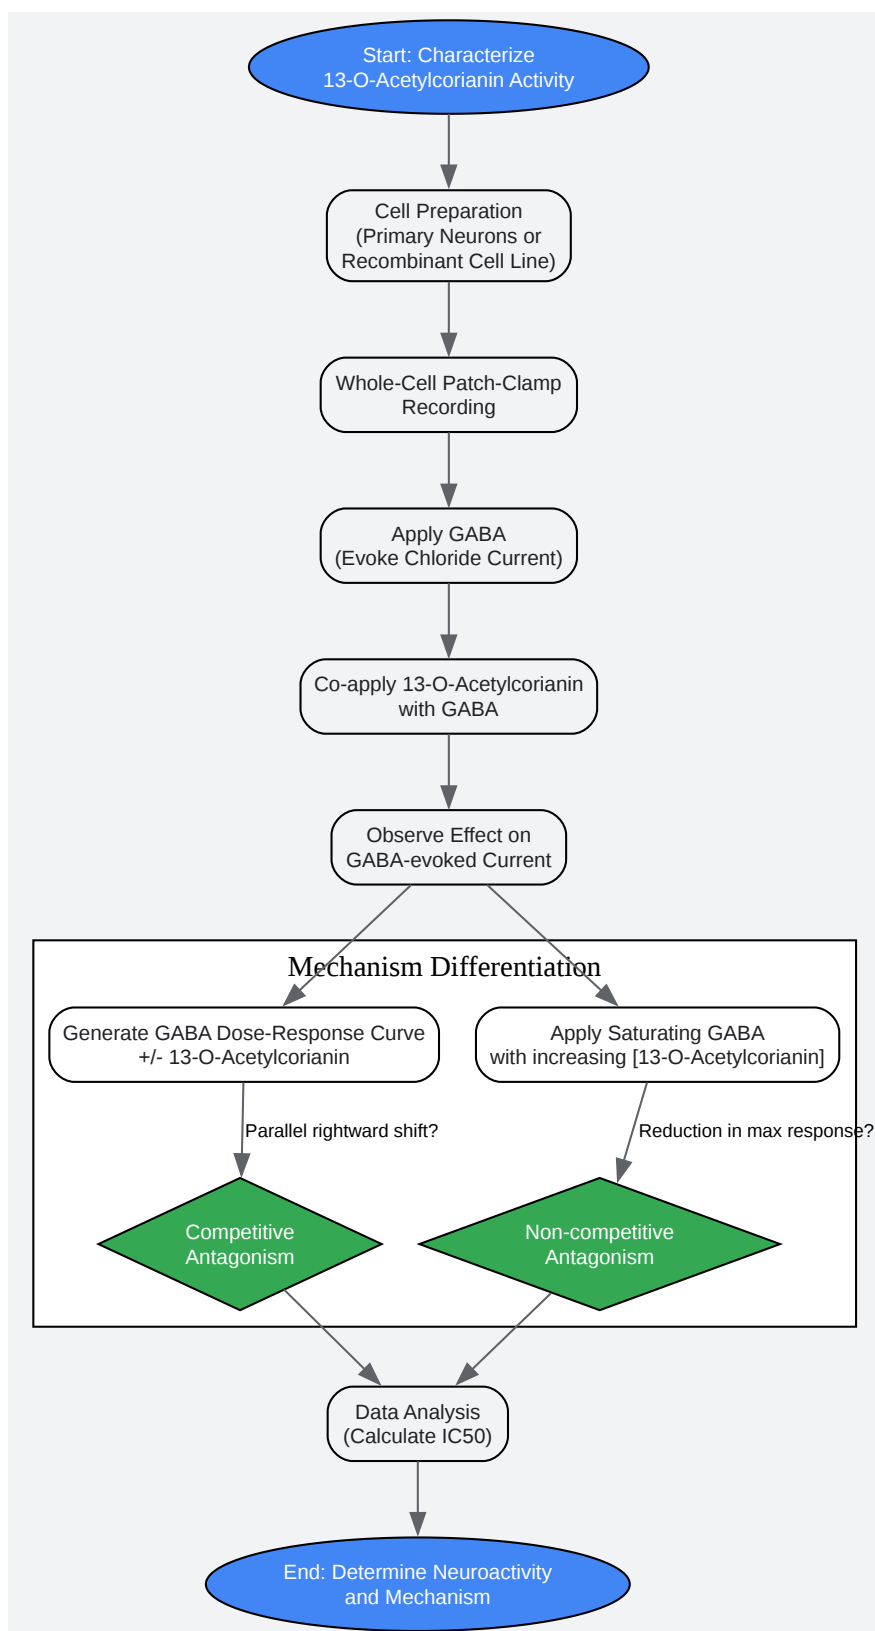 Start: Characterize
13-O-Acetylcorianin Activity
Cell Preparation
(Primary Neurons or
Recombinant Cell Line)
Whole-Cell Patch-Clamp
Recording
Apply GABA
(Evoke Chloride Current)
Co-apply 13-O-Acetylcorianin
with GABA
Observe Effect on
GABA-evoked Current
Mechanism Differentiation
Generate GABA Dose-Response Curve
+/- 13-O-Acetylcorianin
Apply Saturating GABA
with increasing [13-O-Acetylcorianin]
Parallel rightward shift?
Reduction in max response?
Competitive
Antagonism
Non-competitive
Antagonism
Data Analysis
(Calculate IC50)
End: Determine Neuroactivity
and Mechanism